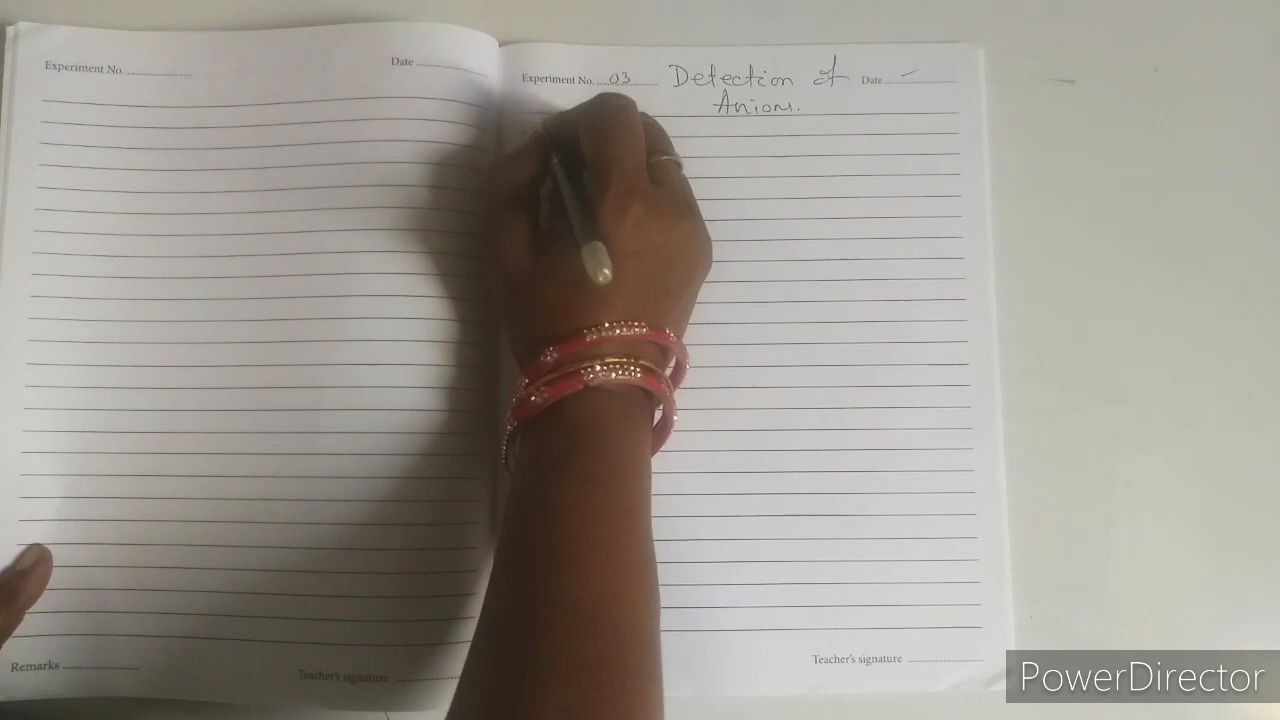 Experiment No. ................
Date ..................
Experiment No. ....03........ Detection of Date ..................
Anions.
Remarks ....................
Teacher's signature ....................
Teacher's signature ....................
PowerDirector